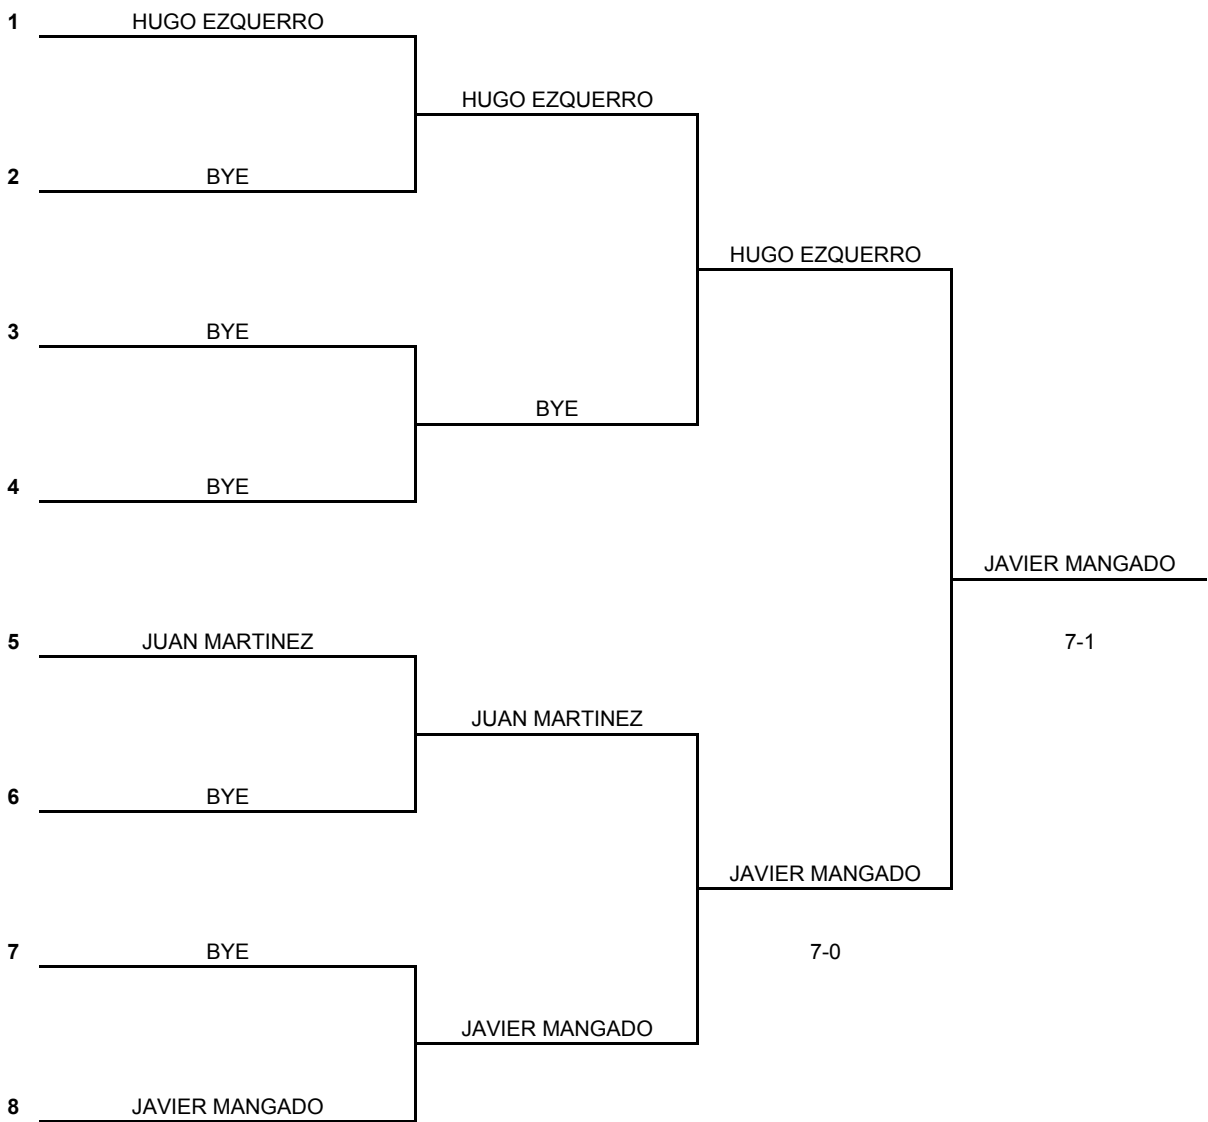 1 HUGO EZQUERRO
HUGO EZQUERRO
2 BYE
HUGO EZQUERRO
3 BYE
BYE
4 BYE
JAVIER MANGADO
5 JUAN MARTINEZ 7-1
JUAN MARTINEZ
6 BYE
JAVIER MANGADO
7 BYE 7-0
JAVIER MANGADO
8 JAVIER MANGADO